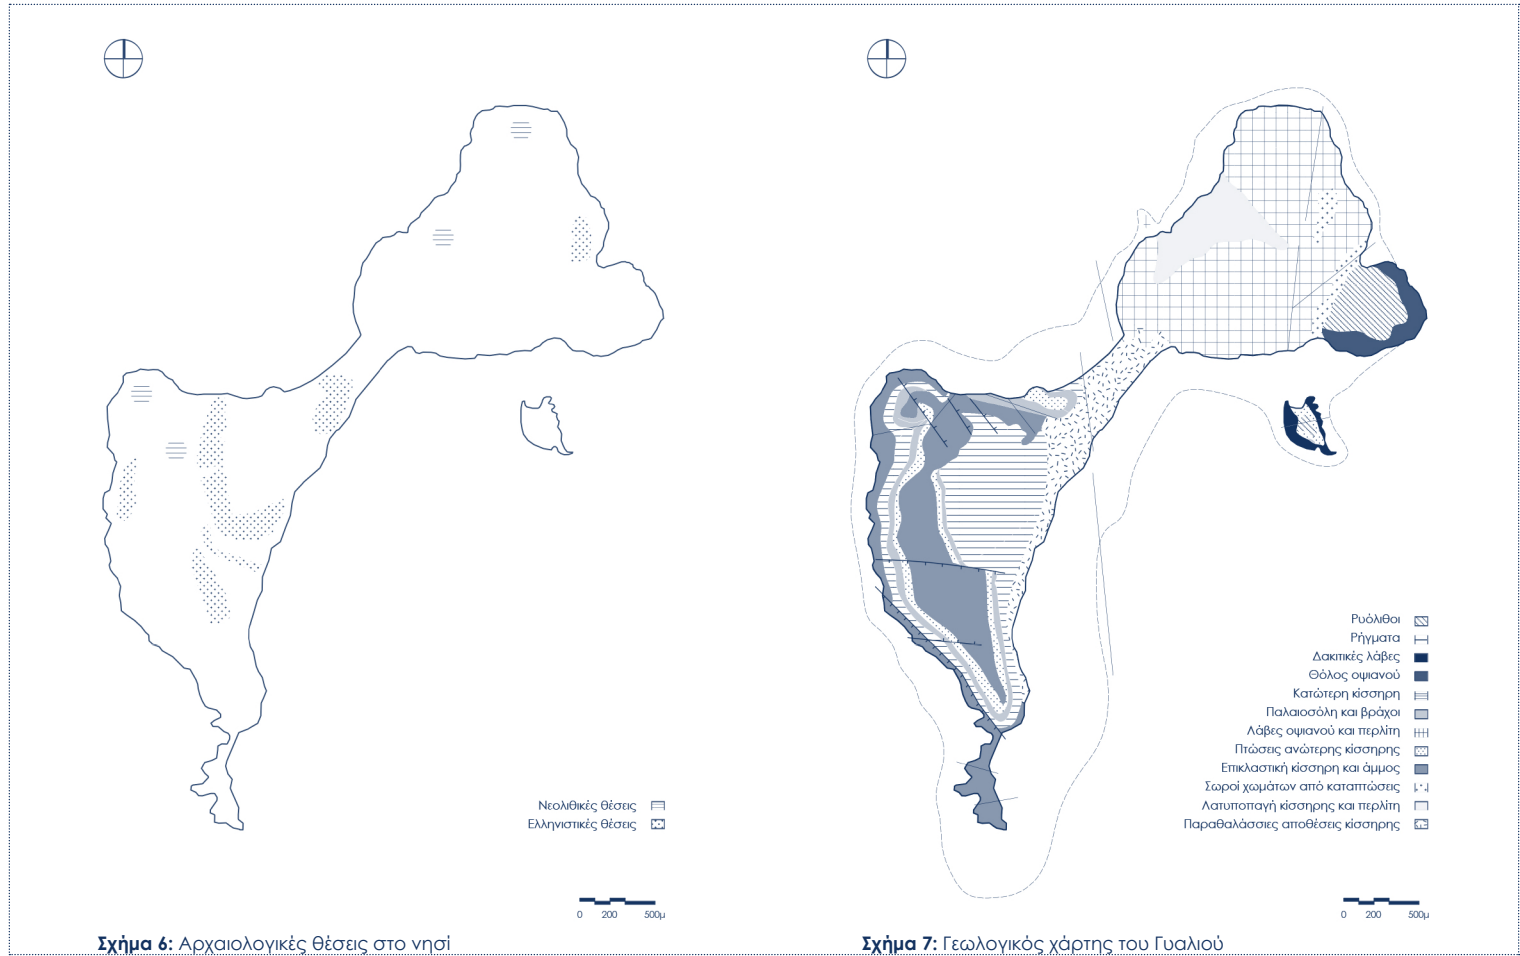 Νεολιθικές θέσεις
Ελληνιστικές θέσεις
0 200 500μ
Σχήμα 6: Αρχαιολογικές θέσεις στο νησί
Ρυόλιθοι
Ρήγματα
Δακιτικές λάβες
Θόλος οψιανού
Κατώτερη κίσσηρη
Παλαιοσόλη και βράχοι
Λάβες οψιανού και περλίτη
Πτώσεις ανώτερης κίσσηρης
Επικλαστική κίσσηρη και άμμος
Σωροί χωμάτων από καταπτώσεις
Λατυποπαγή κίσσηρης και περλίτη
Παραθαλάσσιες αποθέσεις κίσσηρης
0 200 500μ
Σχήμα 7: Γεωλογικός χάρτης του Γυαλιού